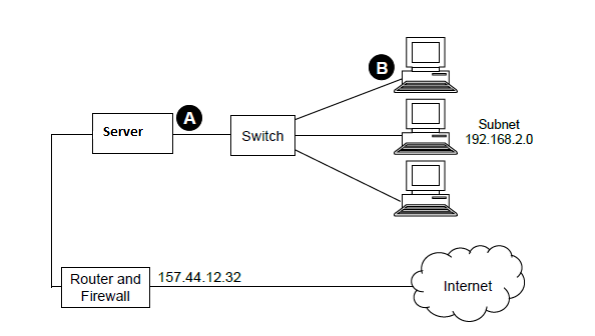 B
A
Server
Switch
Subnet
192.168.2.0
Router and
Firewall
157.44.12.32
Internet